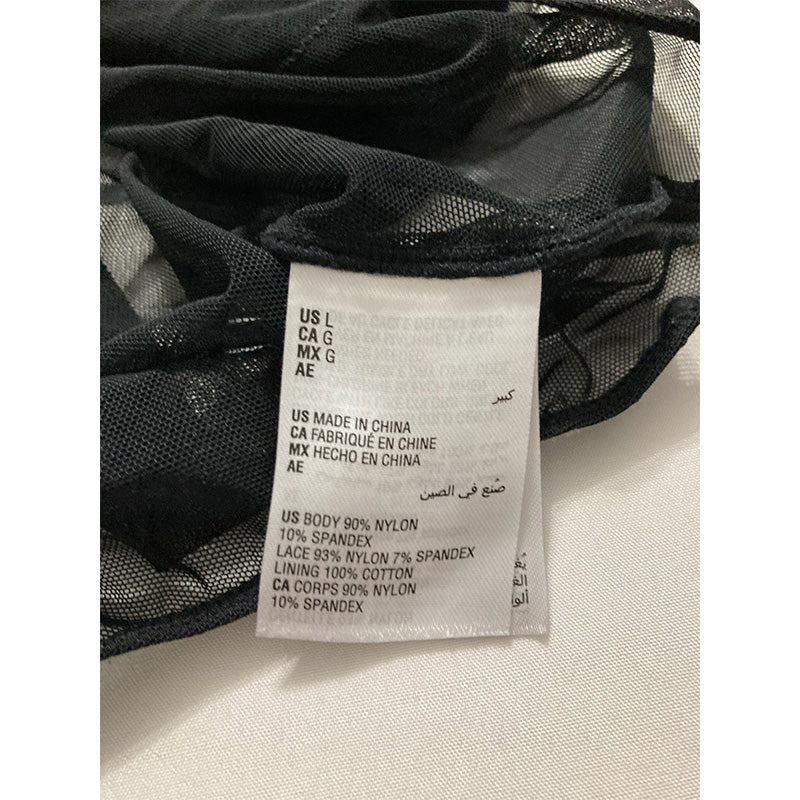 US L
CA G
MX G
AE
كبير
US MADE IN CHINA
CA FABRIQUÉ EN CHINE
MX HECHO EN CHINA
AE
صُنع في الصين
US BODY 90% NYLON
10% SPANDEX
LACE 93% NYLON 7% SPANDEX
LINING 100% COTTON
CA CORPS 90% NYLON
10% SPANDEX